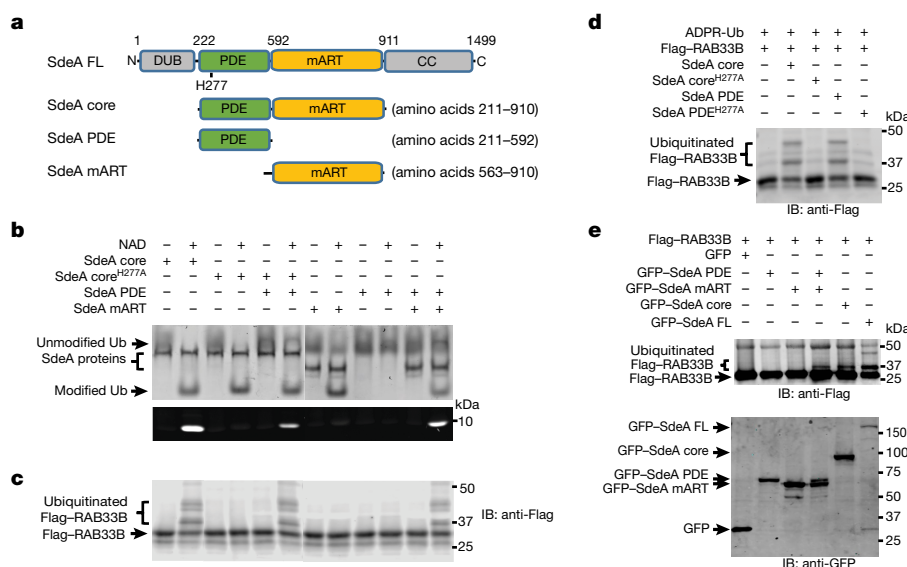 a
1 222 592 911 1499
SdeA FL N DUB PDE mART CC C
H277
SdeA core PDE mART (amino acids 211–910)
SdeA PDE PDE (amino acids 211–592)
SdeA mART mART (amino acids 563–910)
b
NAD – + – + – + – + – + – +
SdeA core + + – – – – – – – – – –
SdeA coreH277A – – + + + + – – – – – –
SdeA PDE – – – – + + – – + + + +
SdeA mART – – – – – – + + – – + +
Unmodified Ub
SdeA proteins
Modified Ub
kDa
10
c
Ubiquitinated
Flag–RAB33B
Flag–RAB33B
50
37
25
IB: anti-Flag
d
ADPR-Ub + + + + +
Flag–RAB33B + + + + +
SdeA core – + – – –
SdeA coreH277A – – + – –
SdeA PDE – – – + –
SdeA PDEH277A – – – – +
kDa
50
Ubiquitinated
Flag–RAB33B
37
Flag–RAB33B
25
IB: anti-Flag
e
Flag–RAB33B + + + + + +
GFP + – – – – –
GFP–SdeA PDE – + – + – –
GFP–SdeA mART – – + + – –
GFP–SdeA core – – – – + –
GFP–SdeA FL – – – – – +
kDa
50
Ubiquitinated
Flag–RAB33B
37
Flag–RAB33B
25
IB: anti-Flag
GFP–SdeA FL
150
GFP–SdeA core
100
75
GFP–SdeA PDE
GFP–SdeA mART
50
37
GFP
25
IB: anti-GFP